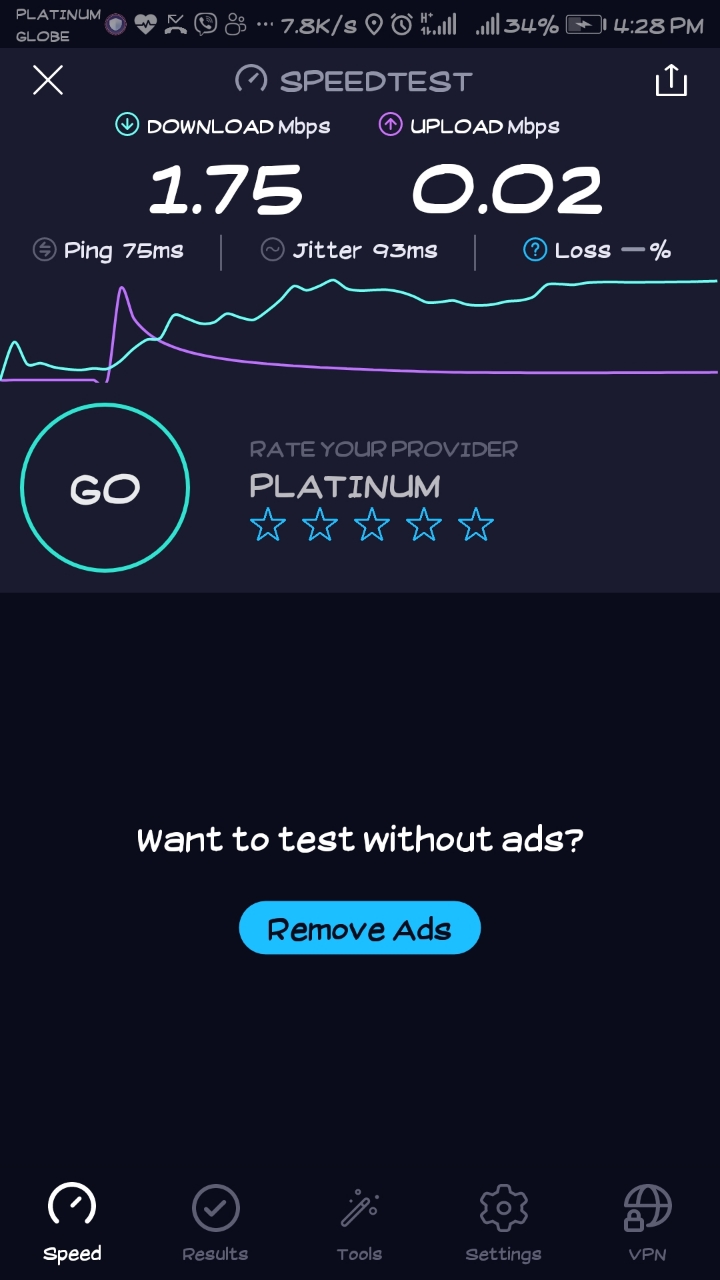 PLATINUM
GLOBE
... 7.8K/s H+ 34% 4:28 PM
SPEEDTEST
DOWNLOAD Mbps UPLOAD Mbps
1.75 0.02
Ping 75ms Jitter 93ms ? Loss —%
RATE YOUR PROVIDER
GO PLATINUM
Want to test without ads?
Remove Ads
Speed Results Tools Settings VPN